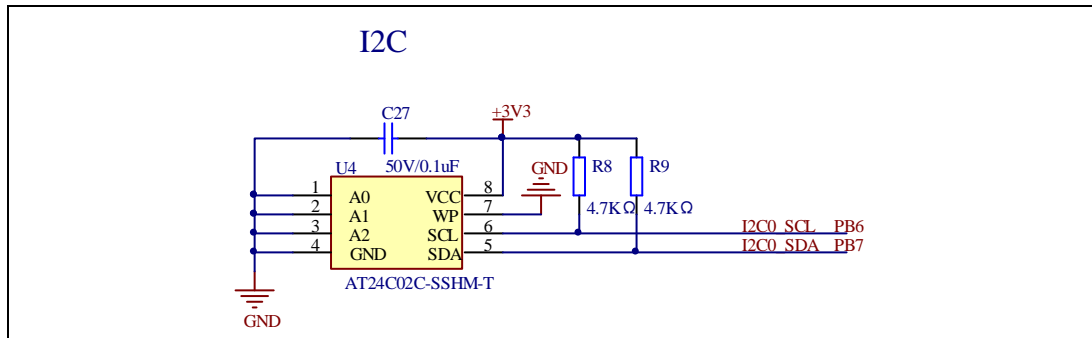 I2C
C27
+3V3
U4
50V/0.1uF
GND
R8
R9
1
A0
VCC
8
2
A1
WP
7
4.7KΩ
4.7KΩ
3
A2
SCL
6
I2C0_SCL
PB6
4
GND
SDA
5
I2C0_SDA
PB7
AT24C02C-SSHM-T
GND